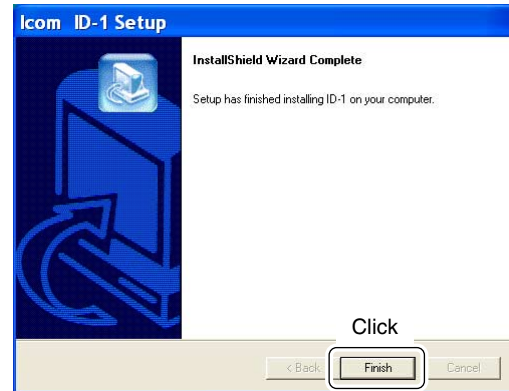 Icom ID-1 Setup
InstallShield Wizard Complete
Setup has finished installing ID-1 on your computer.
Click
< Back
Finish
Cancel